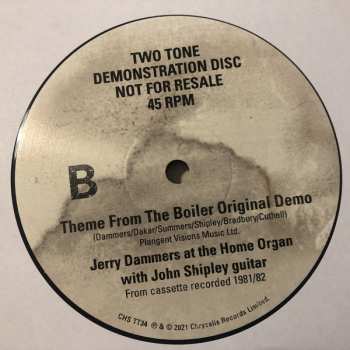 TWO TONE
DEMONSTRATION DISC
NOT FOR RESALE
45 RPM
B
Theme From The Boiler Original Demo
(Dammers/Dakar/Summers/Shipley/Bradbury/Cuthell)
Plangent Visions Music Ltd.
Jerry Dammers at the Home Organ
with John Shipley guitar
From cassette recorded 1981/82
CHS TT34 ℗ & © 2021 Chrysalis Records Limited.